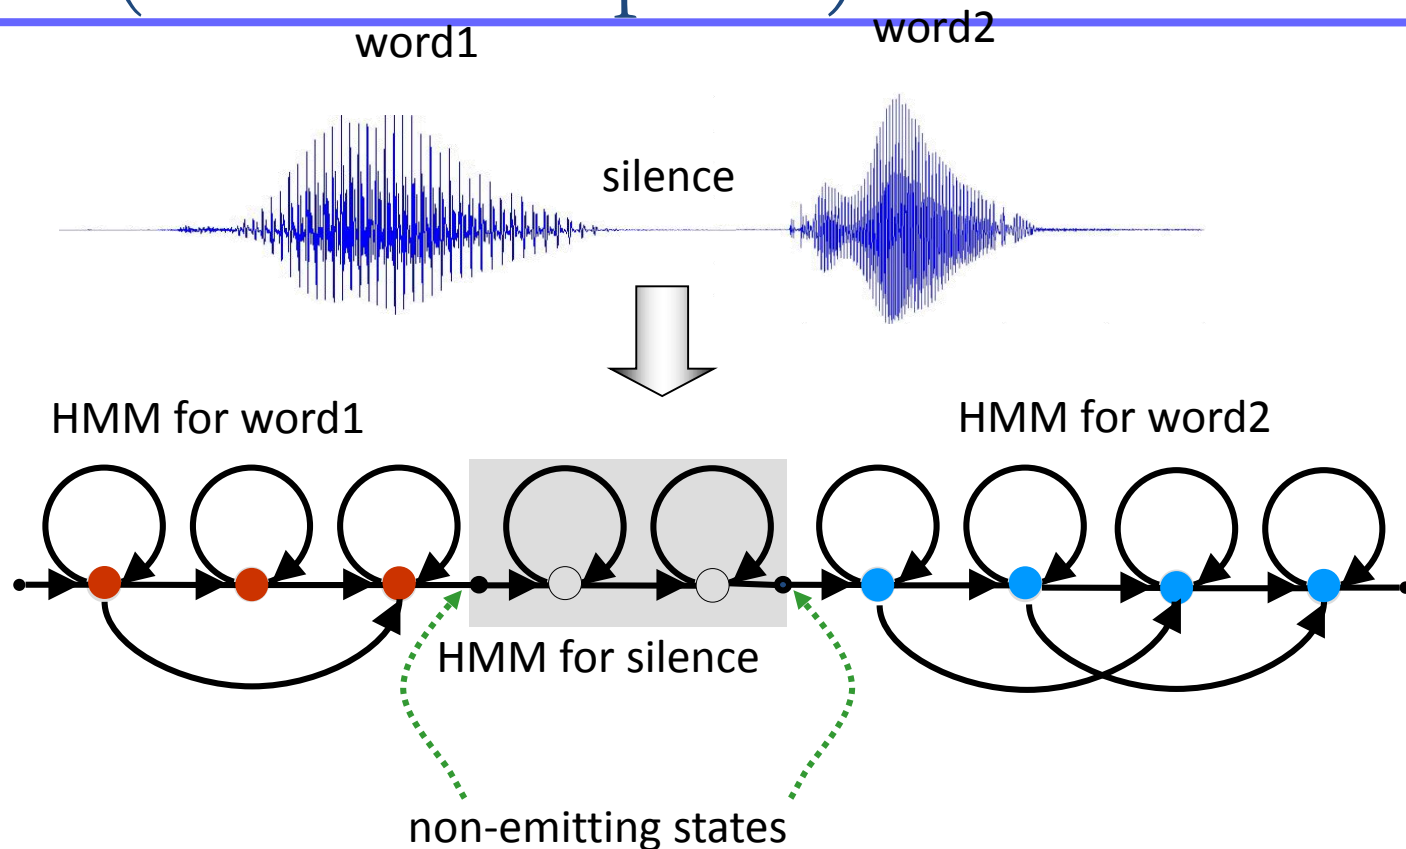 word1
word2
silence
HMM for word1
HMM for word2
HMM for silence
non-emitting states